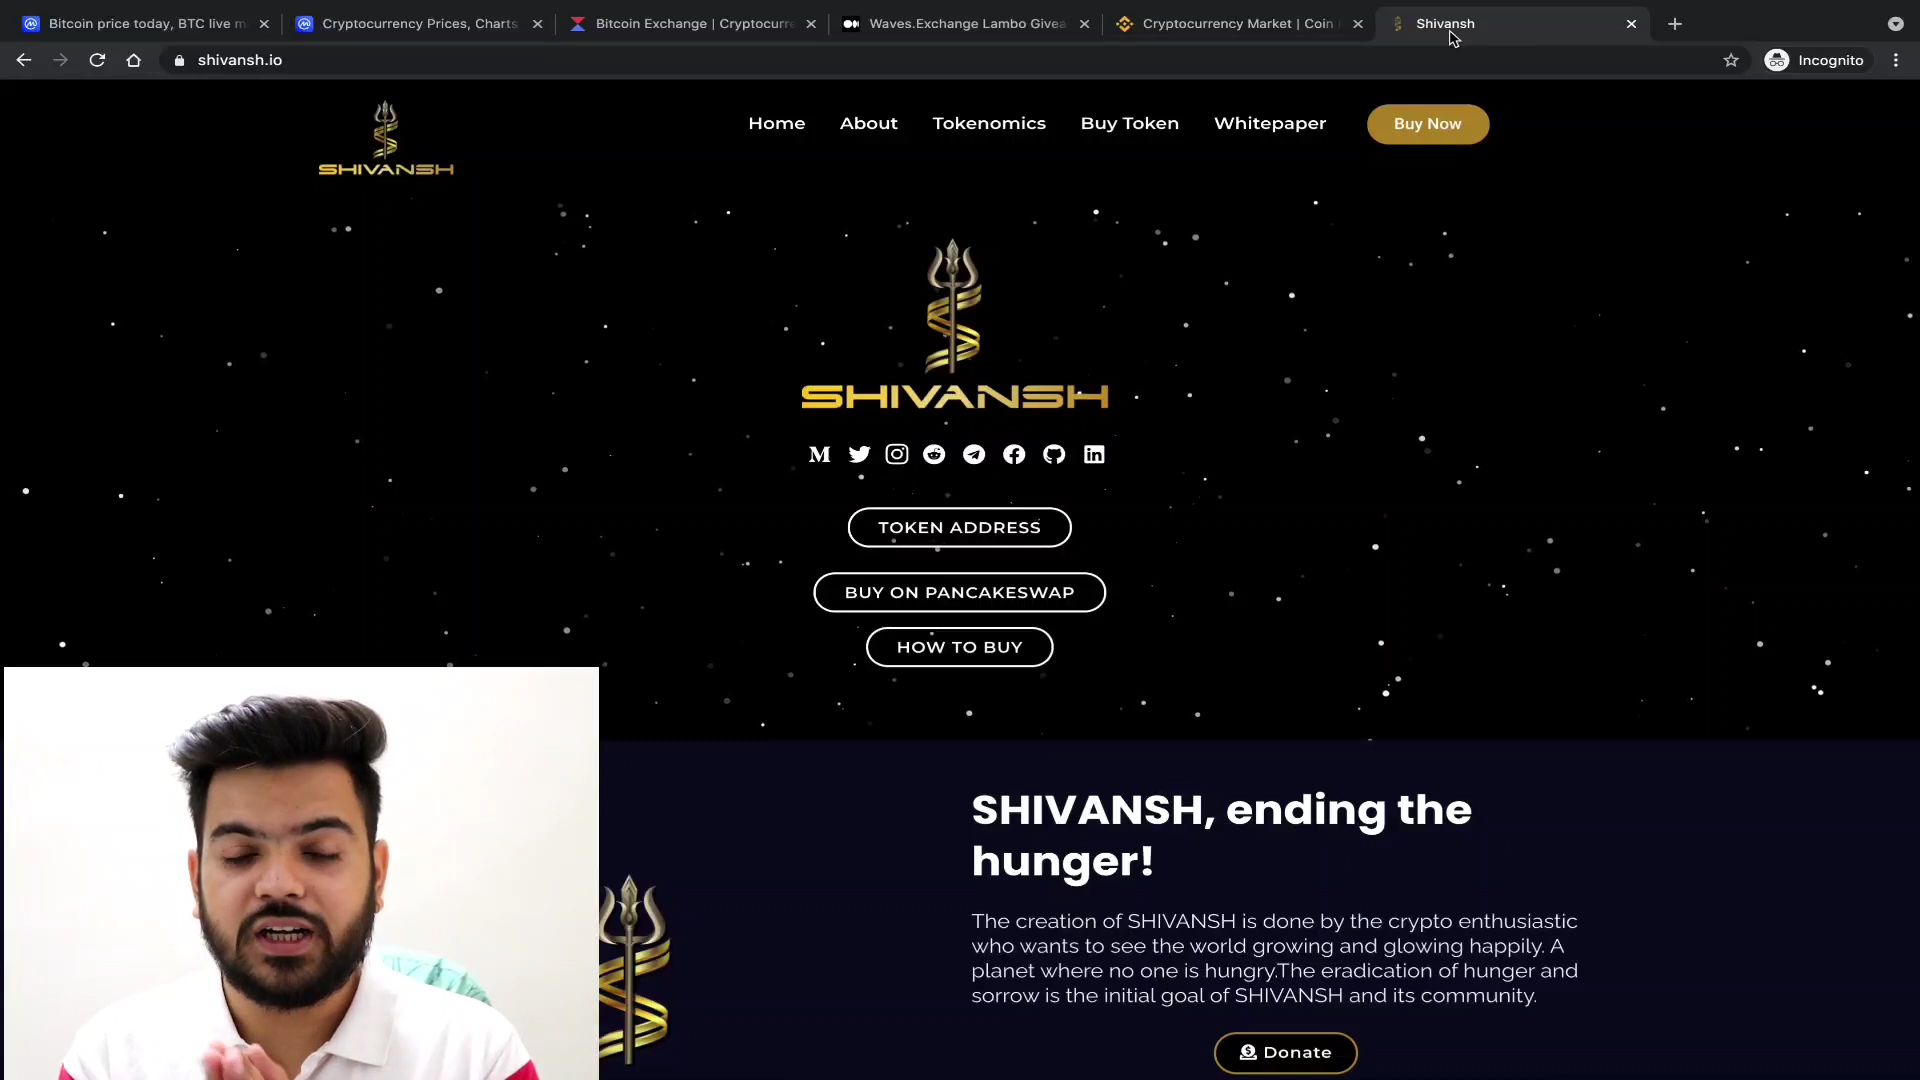 Bitcoin price today, BTC live m
Cryptocurrency Prices, Charts
Bitcoin Exchange | Cryptocurre
Waves.Exchange Lambo Givea
Cryptocurrency Market | Coin
Shivansh
shivansh.io
Incognito
SHIVANSH
Home
About
Tokenomics
Buy Token
Whitepaper
Buy Now
SHIVANSH
TOKEN ADDRESS
BUY ON PANCAKESWAP
HOW TO BUY
SHIVANSH, ending the
hunger!
The creation of SHIVANSH is done by the crypto enthusiastic
who wants to see the world growing and glowing happily. A
planet where no one is hungry,The eradication of hunger and
sorrow is the initial goal of SHIVANSH and its community.
Donate